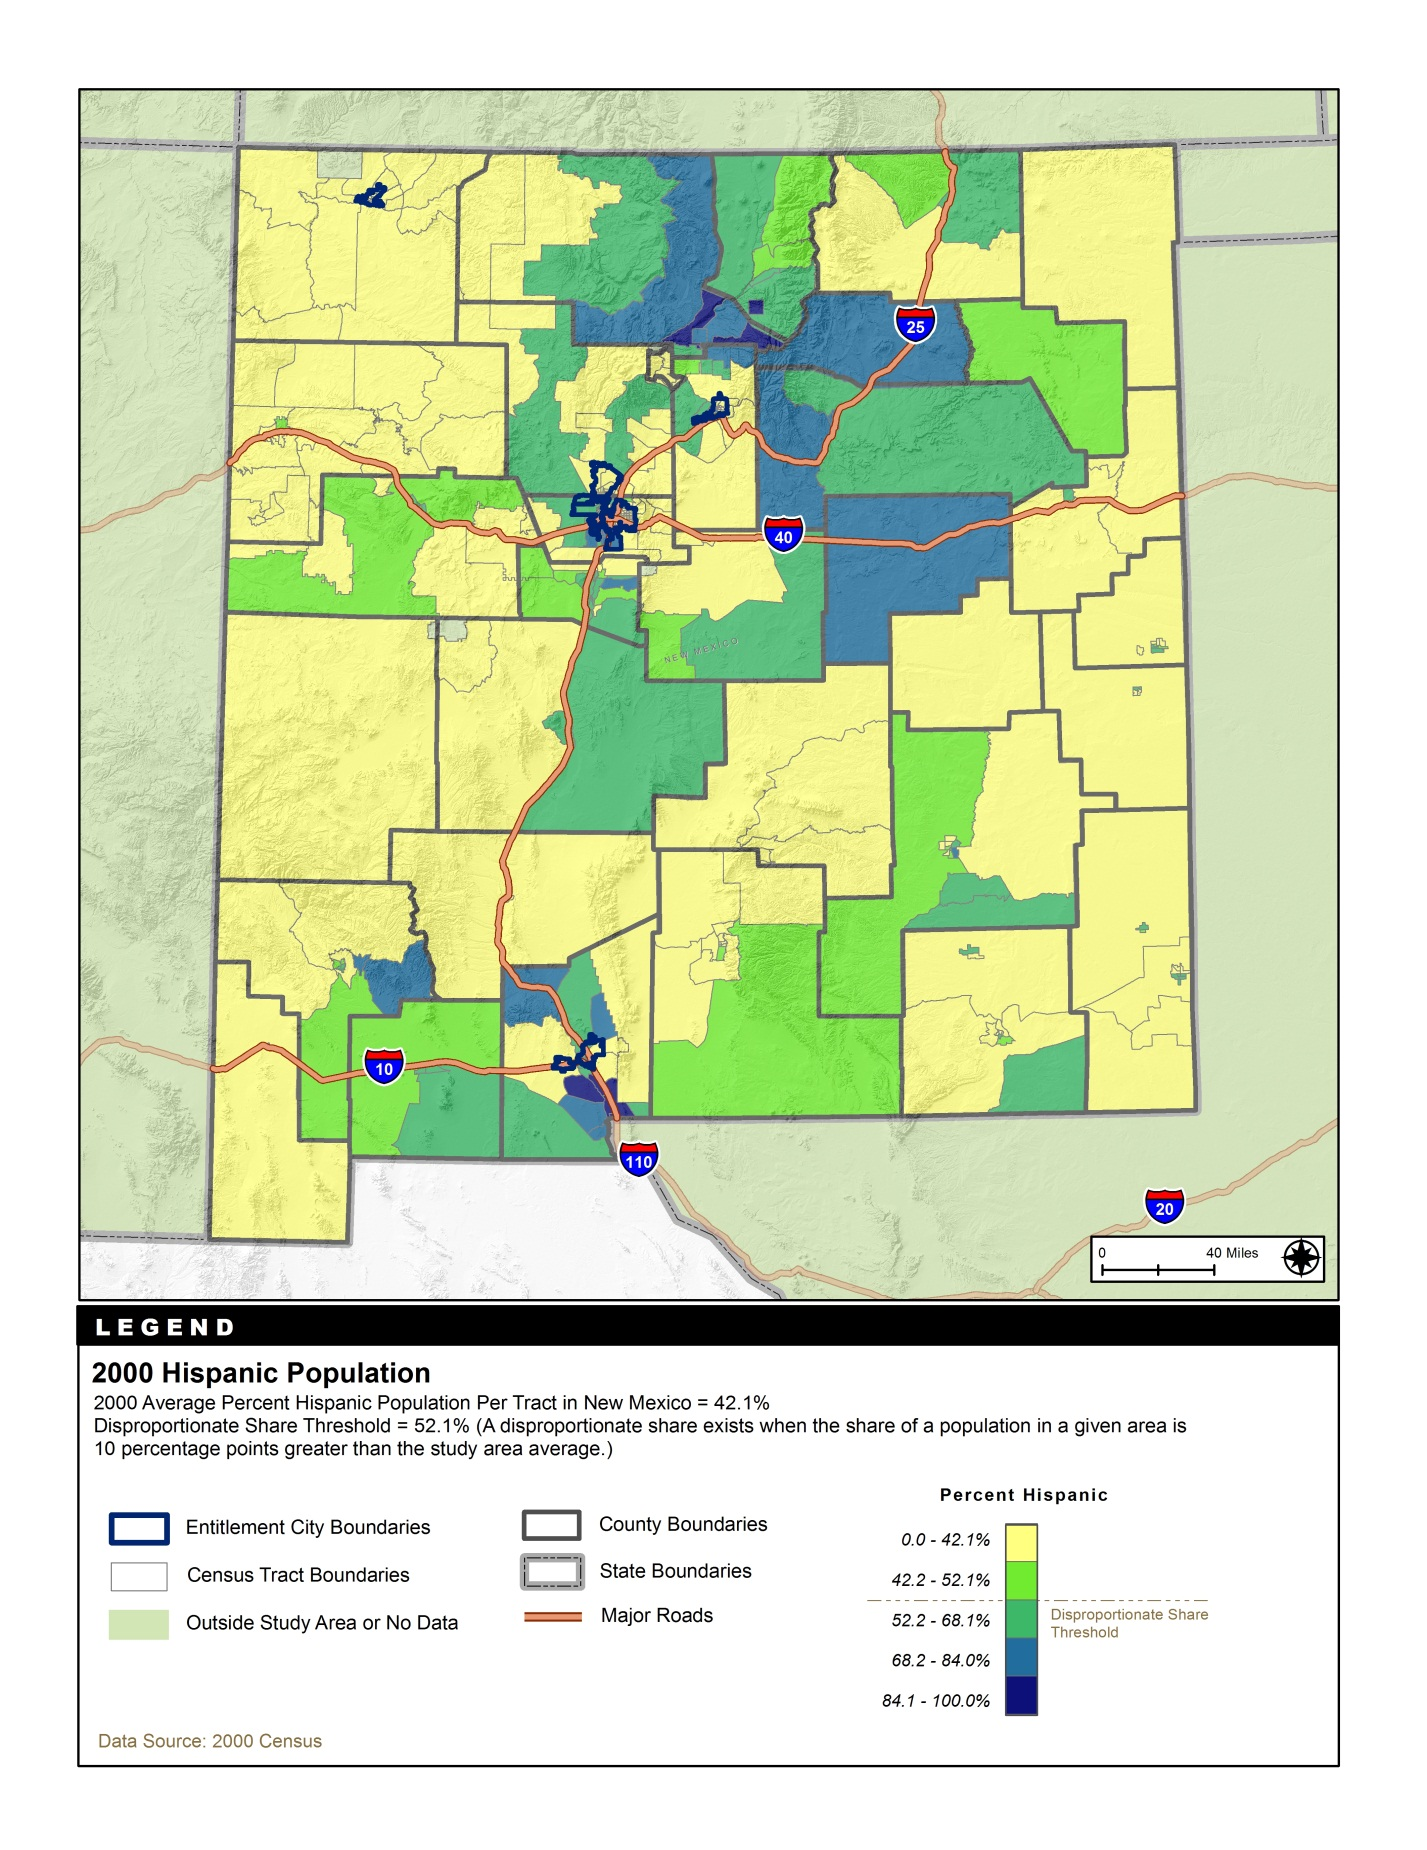 25
40
NEW MEXICO
10
110
20
0 40 Miles
LEGEND
2000 Hispanic Population
2000 Average Percent Hispanic Population Per Tract in New Mexico = 42.1%
Disproportionate Share Threshold = 52.1% (A disproportionate share exists when the share of a population in a given area is
10 percentage points greater than the study area average.)
Entitlement City Boundaries
Census Tract Boundaries
Outside Study Area or No Data
County Boundaries
State Boundaries
Major Roads
Percent Hispanic
0.0 - 42.1%
42.2 - 52.1%
52.2 - 68.1%
68.2 - 84.0%
84.1 - 100.0%
Disproportionate Share
Threshold
Data Source: 2000 Census